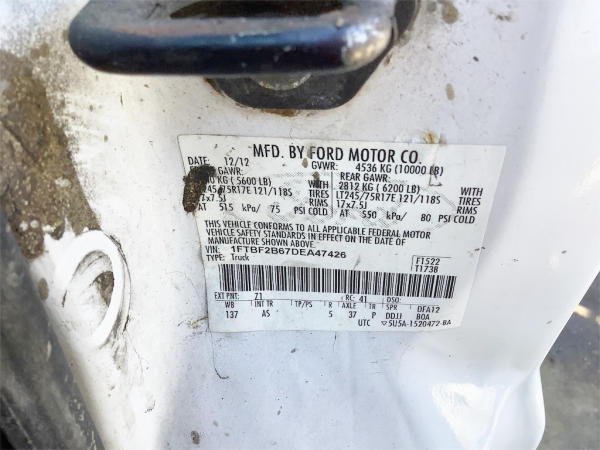 MFD. BY FORD MOTOR CO.
DATE: 12/12 GVWR: 4536 KG (10000 LB)
GAWR: REAR GAWR:
KG (5600 LB) WITH 2812 KG (6200 LB) WITH
LT245/75R17E 121/118S TIRES LT245/75R17E 121/118S TIRES
17x7.5J RIMS 17x7.5J RIMS
AT 515 kPa/ 75 PSI COLD AT 550 kPa/ 80 PSI COLD
THIS VEHICLE CONFORMS TO ALL APPLICABLE FEDERAL MOTOR
VEHICLE SAFETY STANDARDS IN EFFECT ON THE DATE OF
MANUFACTURE SHOWN ABOVE.
VIN: 1FTBF2B67DEA47426 F1522
TYPE: Truck T1738
EXT PNT: Z1 RC: 41 DSO:
WB INT TR TP/PS R AXLE TR SPR DFA12
137 AS 5 37 P DDJJ BOA
UTC 5U5A-1520472-BA